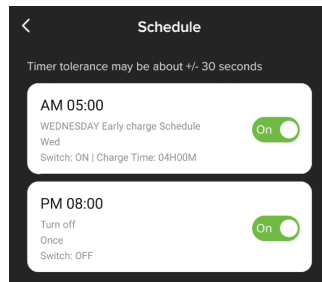 Schedule
Timer tolerance may be about +/- 30 seconds
AM 05:00
WEDNESDAY Early charge Schedule
Wed
Switch: ON | Charge Time: 04H00M
On
PM 08:00
Turn off
Once
Switch: OFF
On